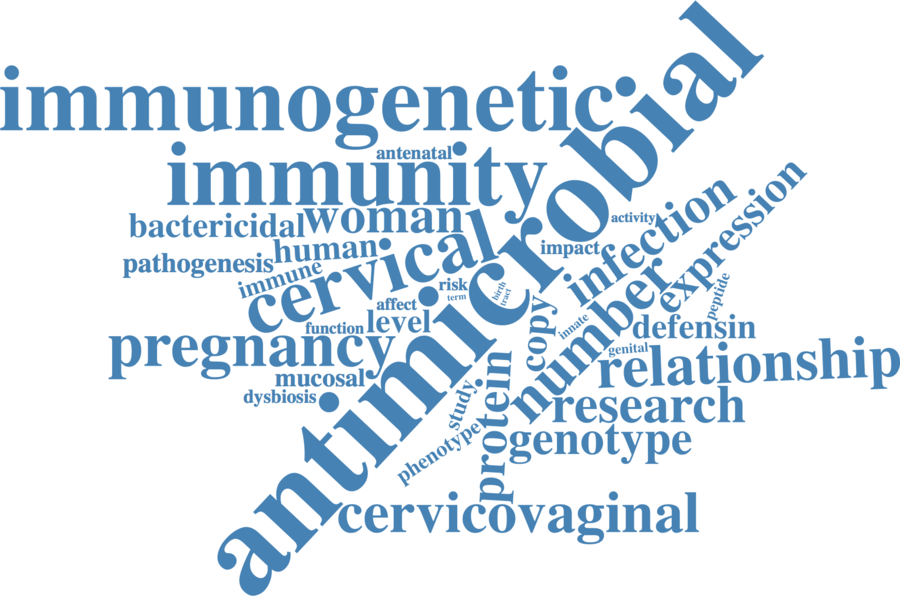 antimicrobial
immunogenetic
antenatal
immunity
bactericidal
woman
activity
infection
expression
human
impact
pathogenesis
immune
cervical
risk
term
birth
tract
peptide
affect
copy
number
innate
function
level
defensin
pregnancy
genital
relationship
mucosal
dysbiosis
study
protein
research
phenotype
genotype
cervicovaginal